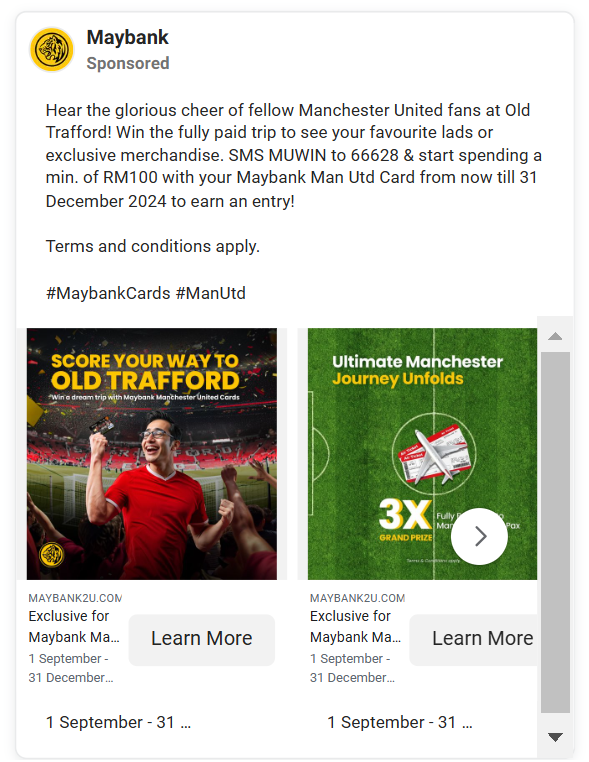 Maybank
Sponsored
Hear the glorious cheer of fellow Manchester United fans at Old
Trafford! Win the fully paid trip to see your favourite lads or
exclusive merchandise. SMS MUWIN to 66628 & start spending a
min. of RM100 with your Maybank Man Utd Card from now till 31
December 2024 to earn an entry!
Terms and conditions apply.
#MaybankCards #ManUtd
SCORE YOUR WAY TO
OLD TRAFFORD
Win a dream trip with Maybank Manchester United Cards
Ultimate Manchester
Journey Unfolds
Air Ticket
Air Ticket
3X
GRAND PRIZE
Fully
Pax
Terms & Conditions apply
MAYBANK2U.COM
Exclusive for
Maybank Ma...
1 September -
31 December...
Learn More
1 September - 31 ...
MAYBANK2U.COM
Exclusive for
Maybank Ma...
1 September -
31 December...
Learn More
1 September - 31 ...